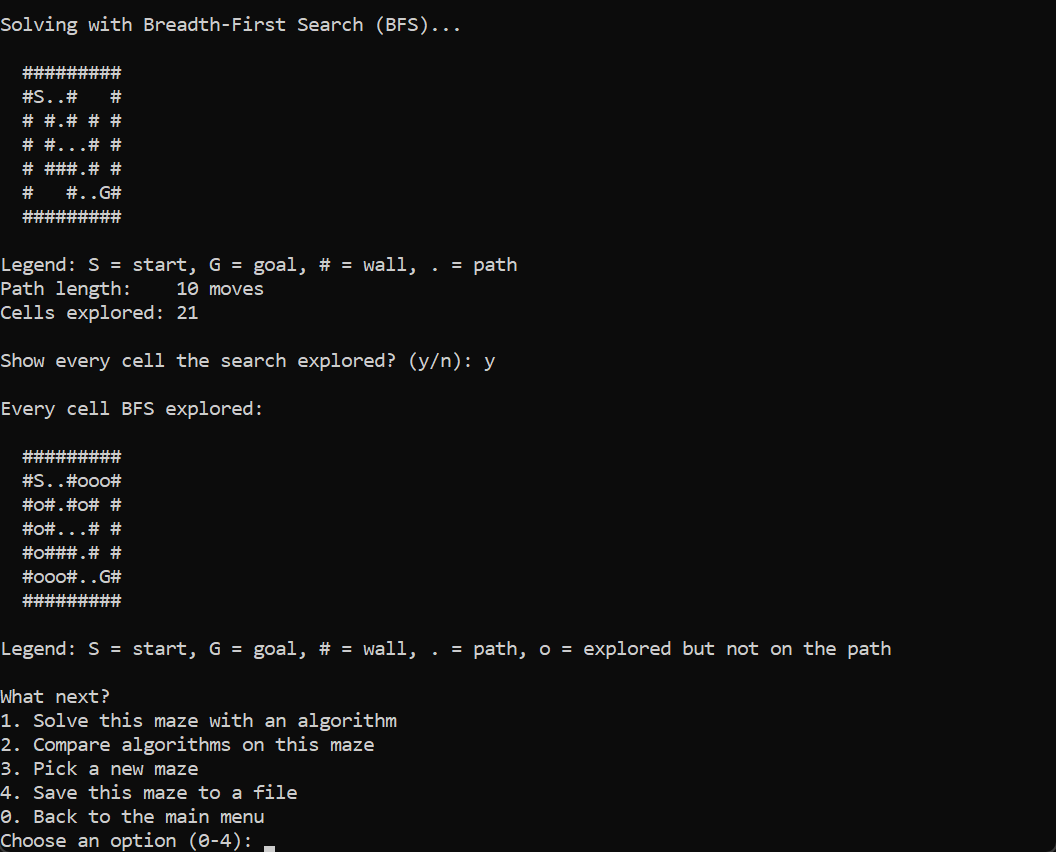 Solving with Breadth-First Search (BFS)...

  #########
  #S..#   #
  # #.# # #
  # #...# #
  # ###.# #
  #   #..G#
  #########

Legend: S = start, G = goal, # = wall, . = path
Path length:    10 moves
Cells explored: 21

Show every cell the search explored? (y/n): y

Every cell BFS explored:

  #########
  #S..#ooo#
  #o#.#o# #
  #o#...# #
  #o###.# #
  #ooo#..G#
  #########

Legend: S = start, G = goal, # = wall, . = path, o = explored but not on the path

What next?
1. Solve this maze with an algorithm
2. Compare algorithms on this maze
3. Pick a new maze
4. Save this maze to a file
0. Back to the main menu
Choose an option (0-4):